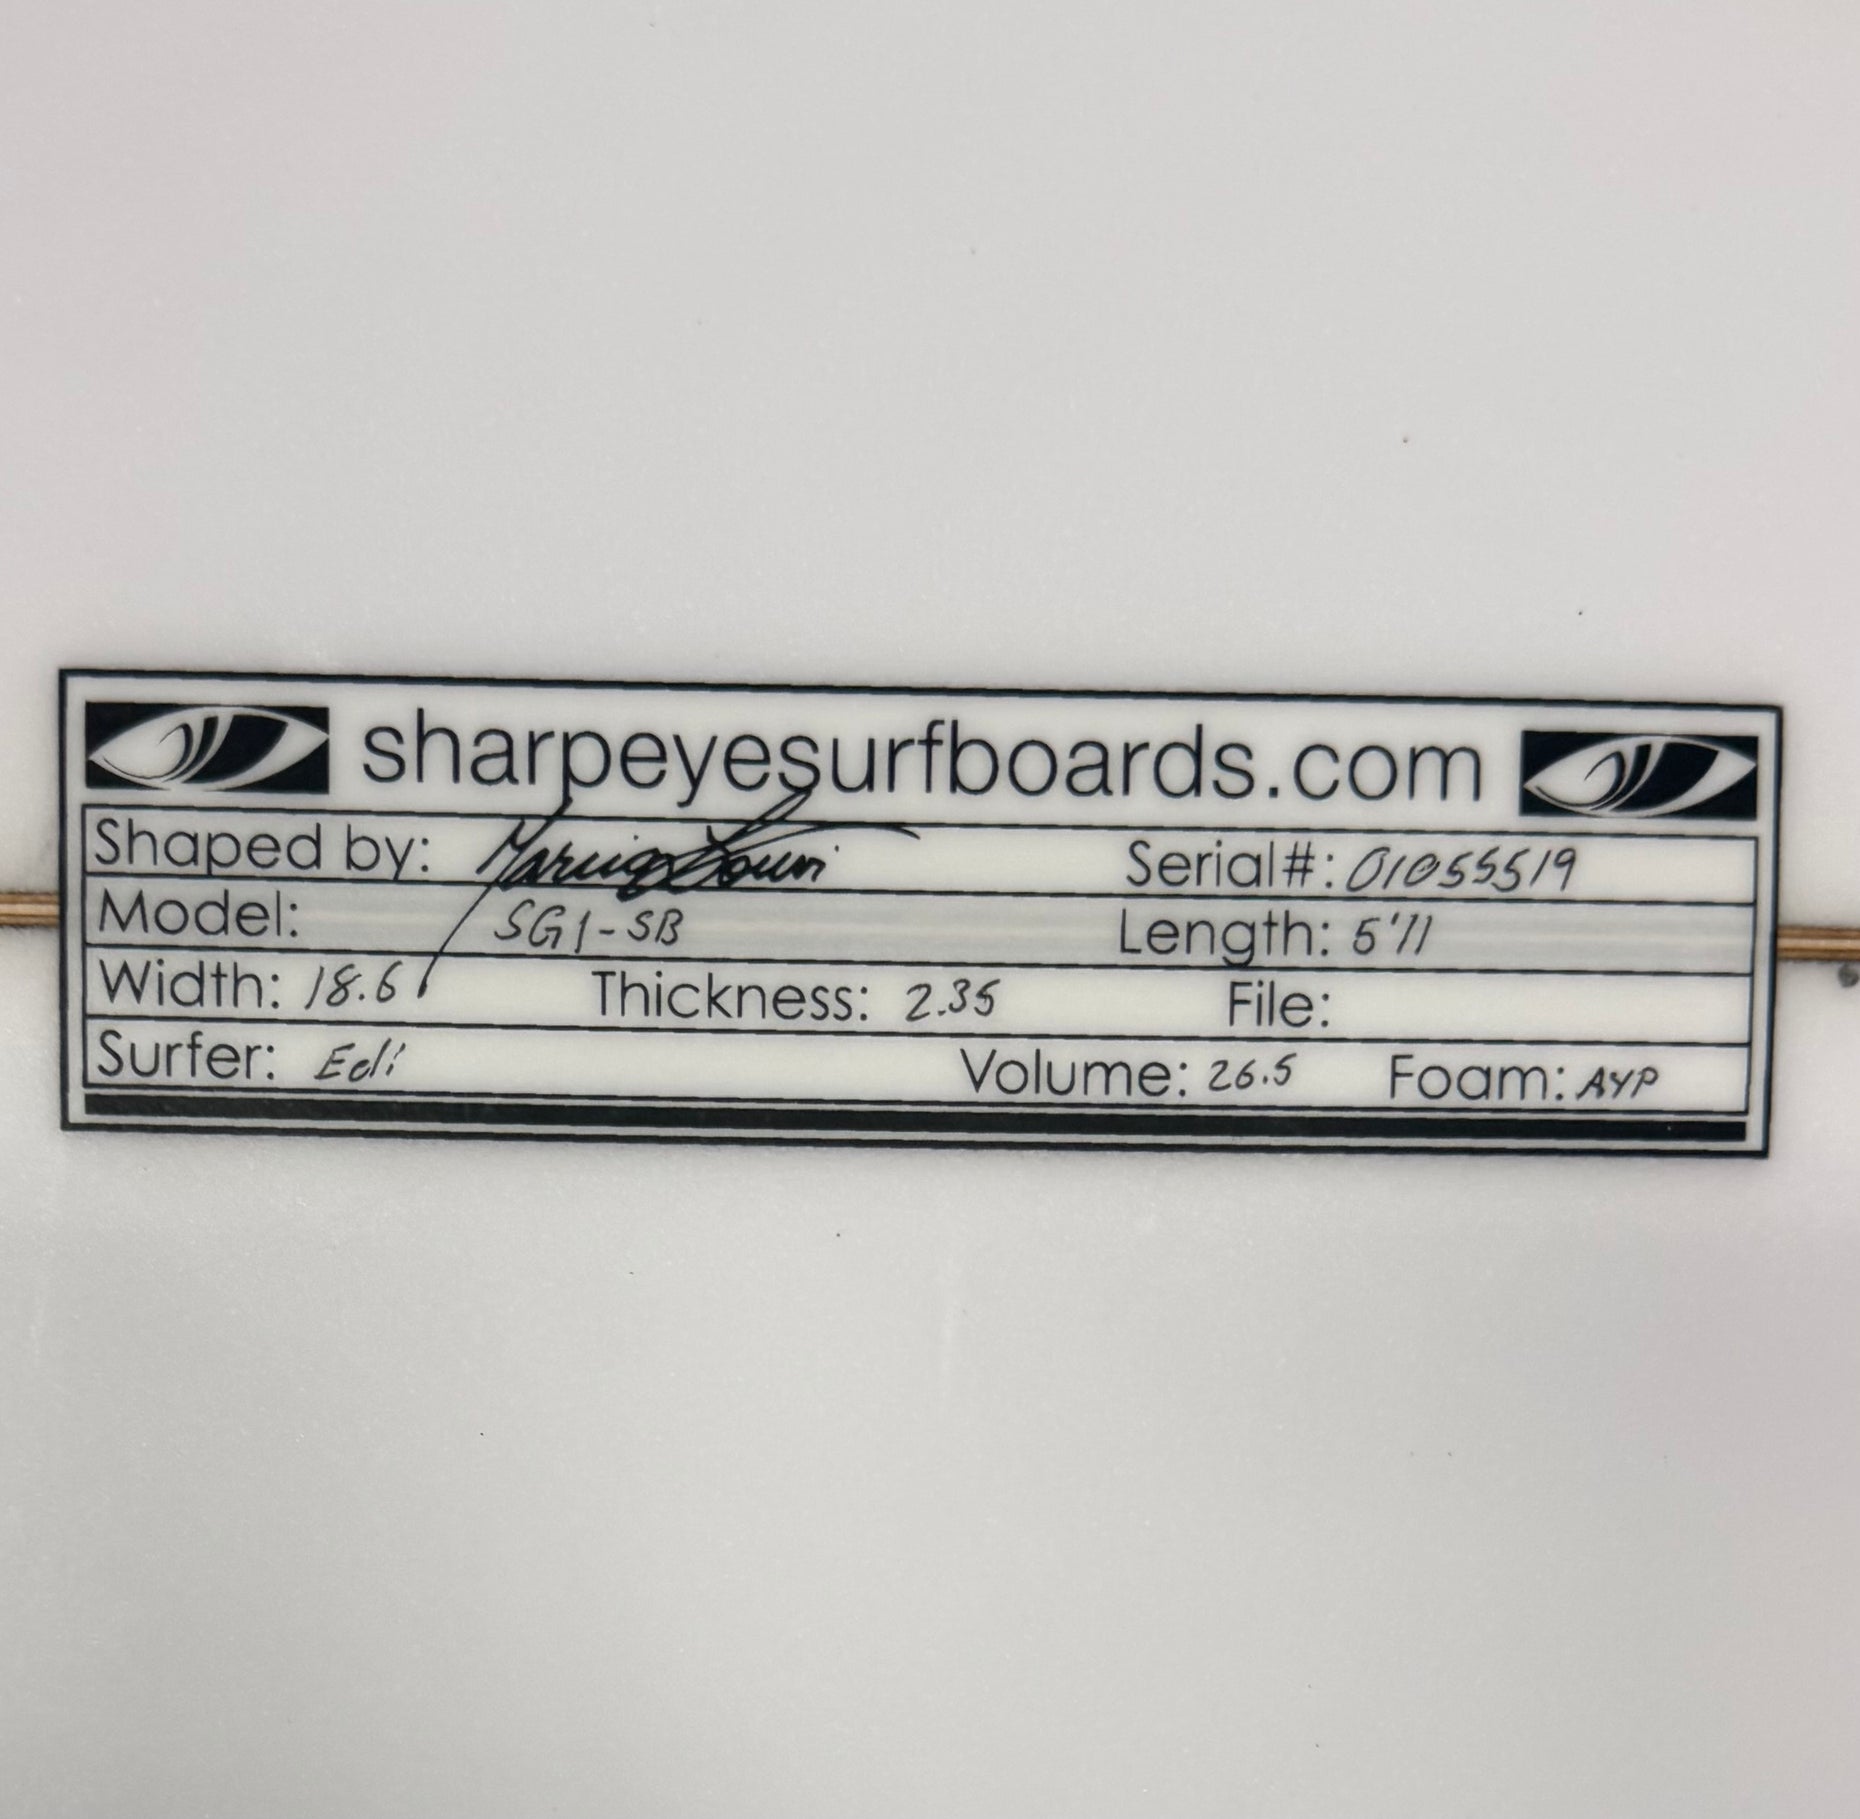 sharpeyesurfboards.com
Shaped by: Serial#: 01055519
Model: SG1-SB Length: 5'11
Width: 18.6 Thickness: 2.35 File:
Surfer: Edi Volume: 26.5 Foam: AYP